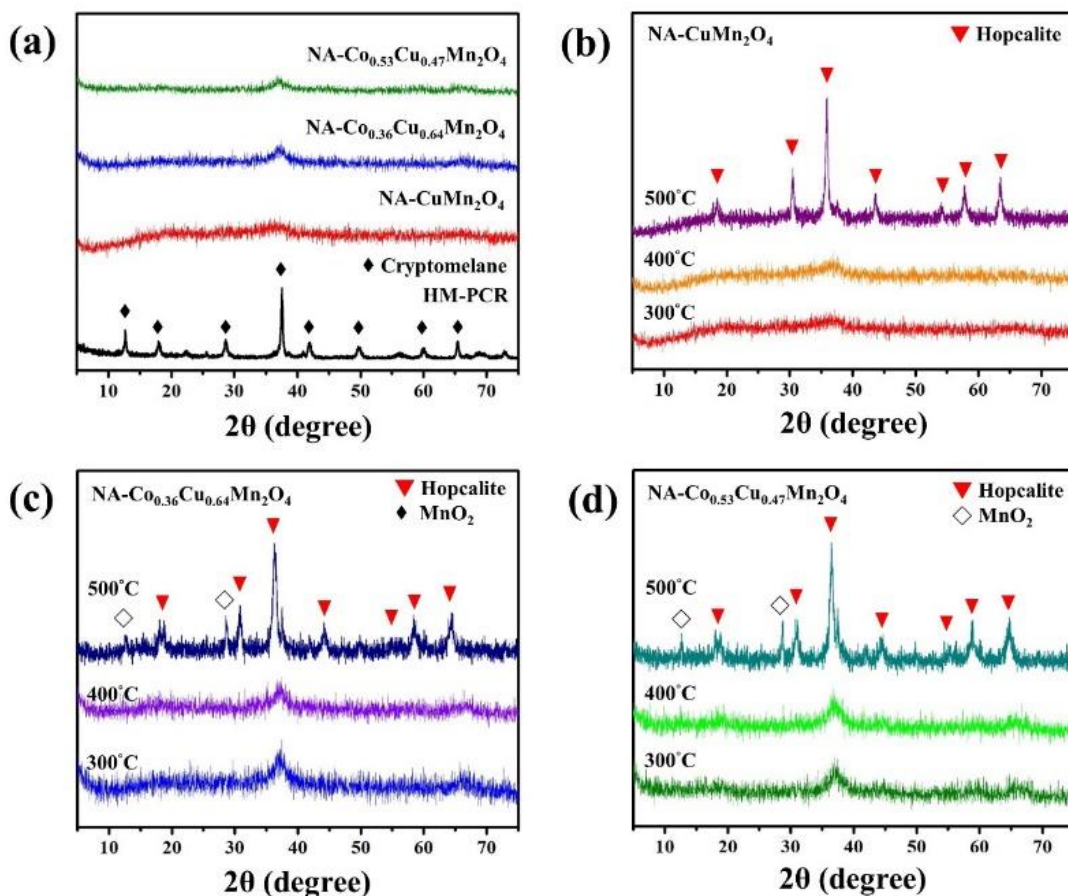 (a)
NA-Co₀.₅₃Cu₀.₄₇Mn₂O₄
NA-Co₀.₃₆Cu₀.₆₄Mn₂O₄
NA-CuMn₂O₄
♦ Cryptomelane
HM-PCR
10 20 30 40 50 60 70
2θ (degree)
(b)
NA-CuMn₂O₄
▼ Hopcalite
500°C
400°C
300°C
10 20 30 40 50 60 70
2θ (degree)
(c)
NA-Co₀.₃₆Cu₀.₆₄Mn₂O₄
▼ Hopcalite
♦ MnO₂
500°C
400°C
300°C
10 20 30 40 50 60 70
2θ (degree)
(d)
NA-Co₀.₅₃Cu₀.₄₇Mn₂O₄
▼ Hopcalite
◇ MnO₂
500°C
400°C
300°C
10 20 30 40 50 60 70
2θ (degree)